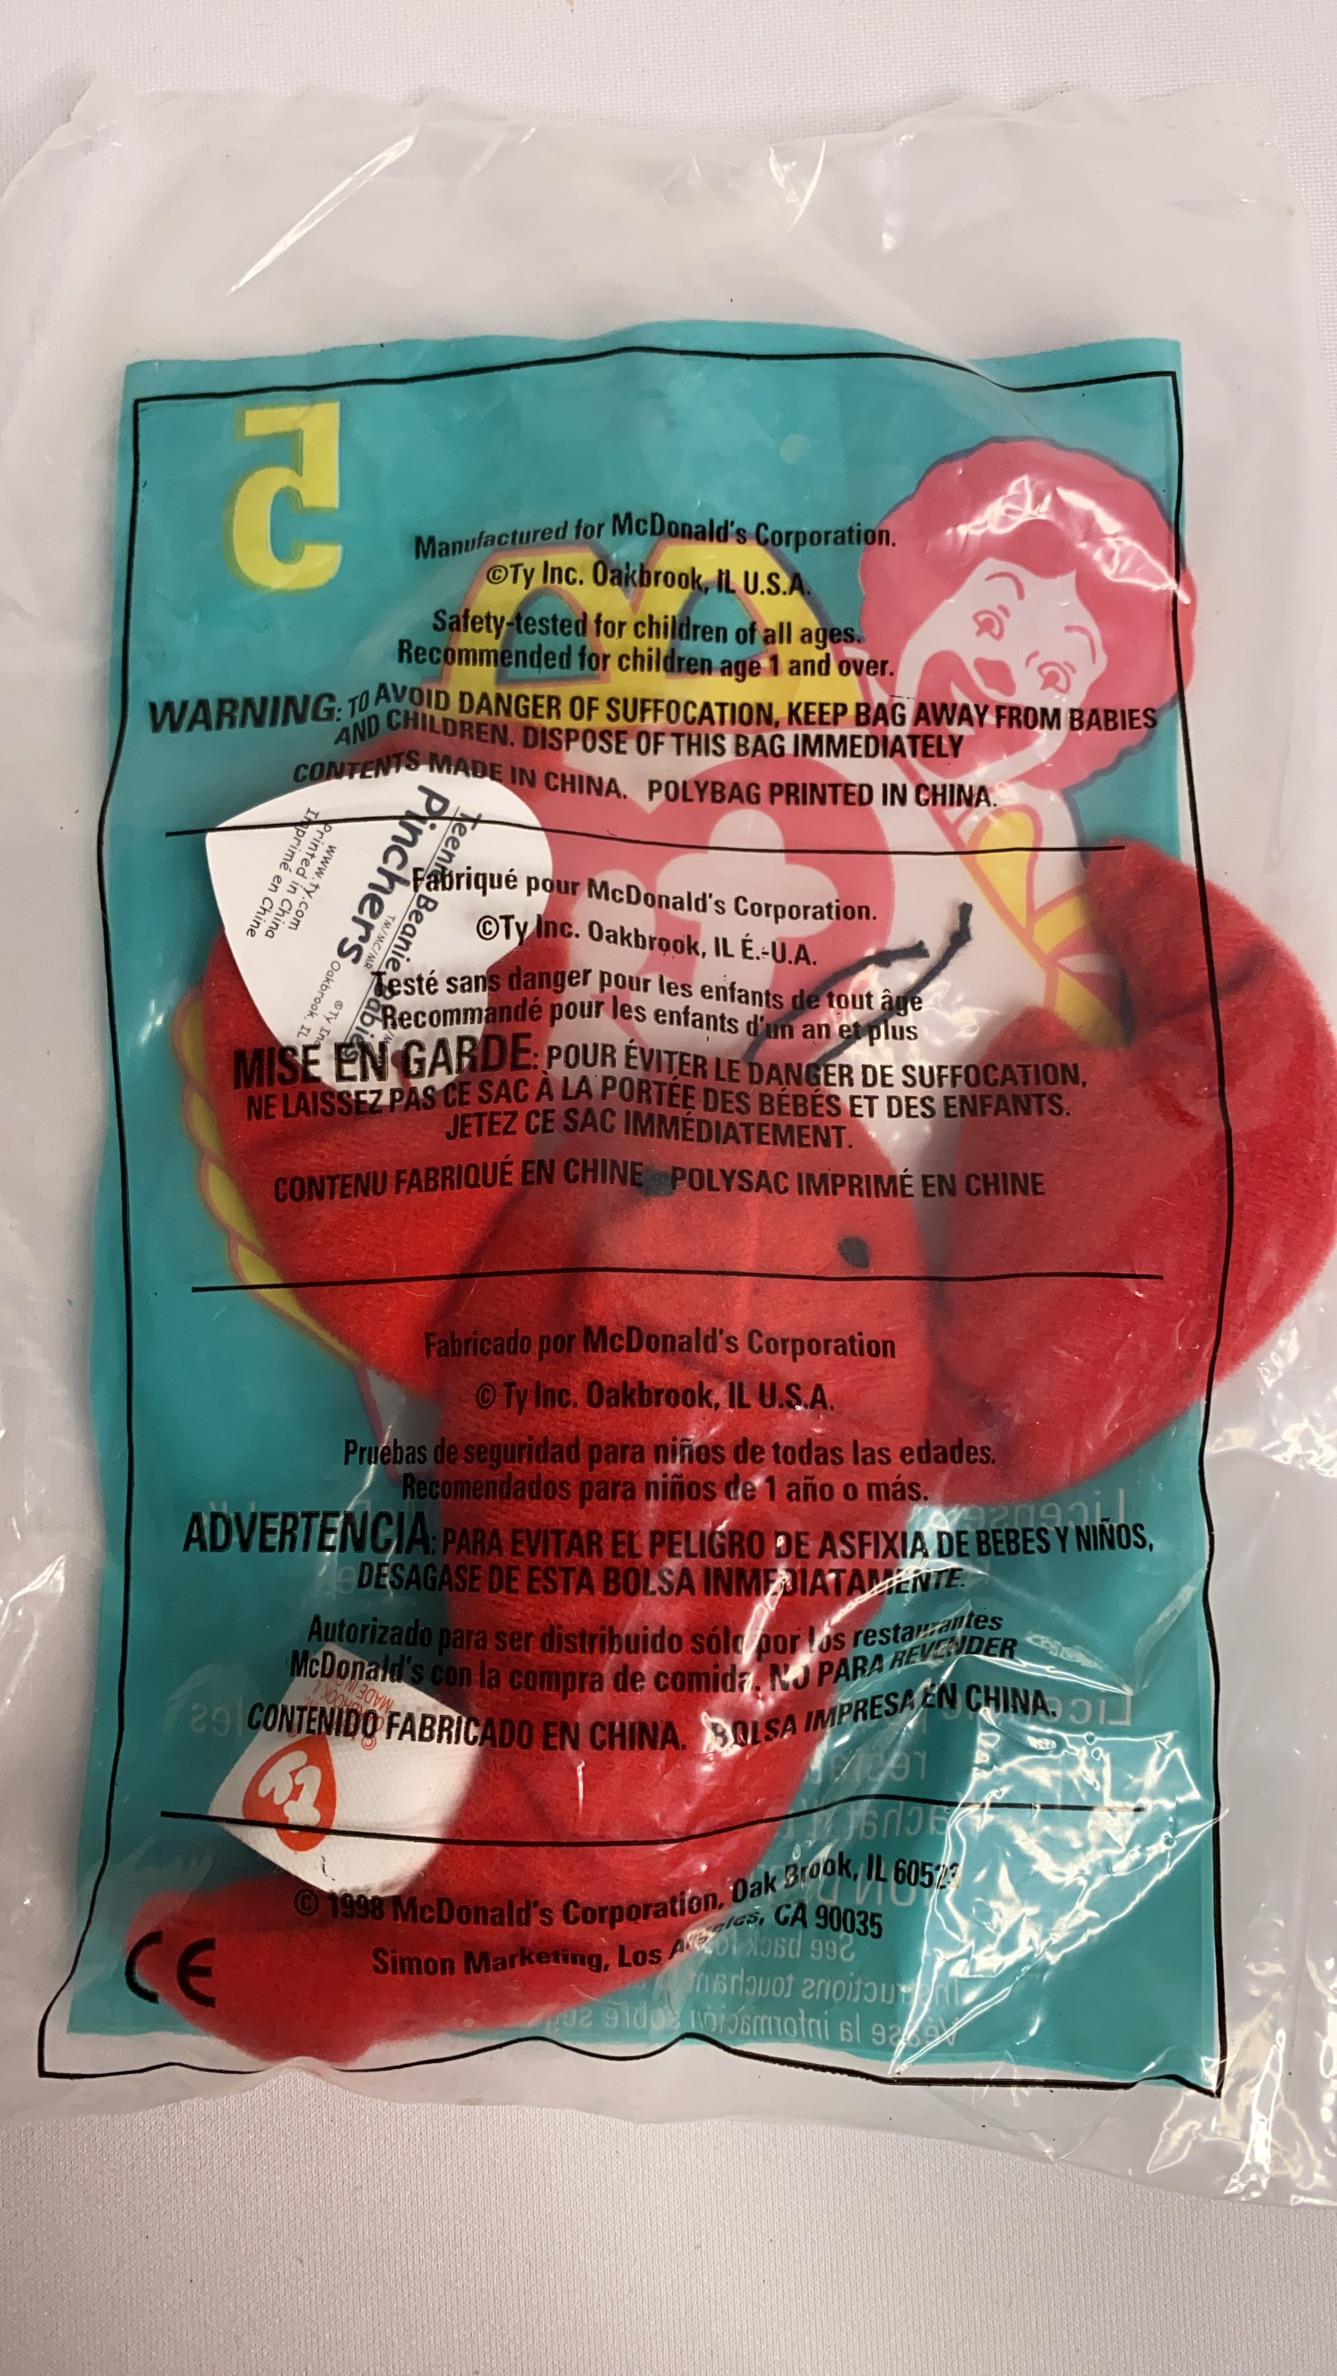 5
Manufactured for McDonald's Corporation.
©Ty Inc. Oakbrook, IL U.S.A.
Safety-tested for children of all ages.
Recommended for children age 1 and over.
WARNING: TO AVOID DANGER OF SUFFOCATION, KEEP BAG AWAY FROM BABIES
AND CHILDREN. DISPOSE OF THIS BAG IMMEDIATELY
CONTENTS MADE IN CHINA. POLYBAG PRINTED IN CHINA.
Teenie Beanie Babies
Pinchers
TM/MC/MR
©Ty Inc
Oakbrook, IL
www.ty.com
Printed in China
Imprimé en Chine
Fabriqué pour McDonald's Corporation.
©Ty Inc. Oakbrook, IL É.-U.A.
Testé sans danger pour les enfants de tout âge
Recommandé pour les enfants d'un an et plus
MISE EN GARDE: POUR ÉVITER LE DANGER DE SUFFOCATION,
NE LAISSEZ PAS CE SAC À LA PORTÉE DES BÉBÉS ET DES ENFANTS.
JETEZ CE SAC IMMÉDIATEMENT.
CONTENU FABRIQUÉ EN CHINE POLYSAC IMPRIMÉ EN CHINE
Fabricado por McDonald's Corporation
© Ty Inc. Oakbrook, IL U.S.A.
Pruebas de seguridad para niños de todas las edades.
Recomendados para niños de 1 año o más.
ADVERTENCIA: PARA EVITAR EL PELIGRO DE ASFIXIA DE BEBES Y NIÑOS,
DESAGASE DE ESTA BOLSA INMEDIATAMENTE.
Autorizado para ser distribuido sólo por los restaurantes
McDonald's con la compra de comida. NO PARA REVENDER
CONTENIDO FABRICADO EN CHINA. BOLSA IMPRESA EN CHINA.
MADE IN
ty
© 1998 McDonald's Corporation, Oak Brook, IL 60523
Simon Marketing, Los Angeles, CA 90035
CE